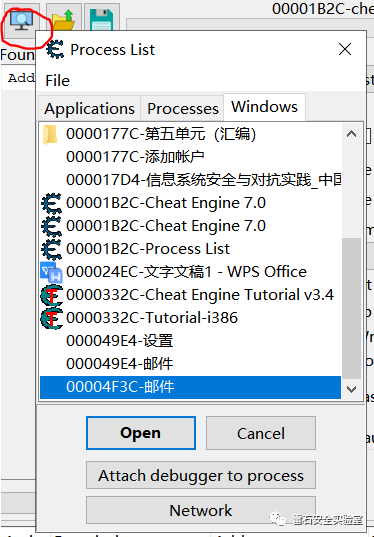 00001B2C-che
Foun
Add
Process List
File
Applications
Processes
Windows
0000177C-第五单元（汇编）
0000177C-添加帐户
000017D4-信息系统安全与对抗实践_中国
00001B2C-Cheat Engine 7.0
00001B2C-Cheat Engine 7.0
00001B2C-Process List
000024EC-文字文稿1 - WPS Office
0000332C-Cheat Engine Tutorial v3.4
0000332C-Tutorial-i386
000049E4-设置
000049E4-邮件
00004F3C-邮件
Open
Cancel
Attach debugger to process
Network
雷石安全实验室